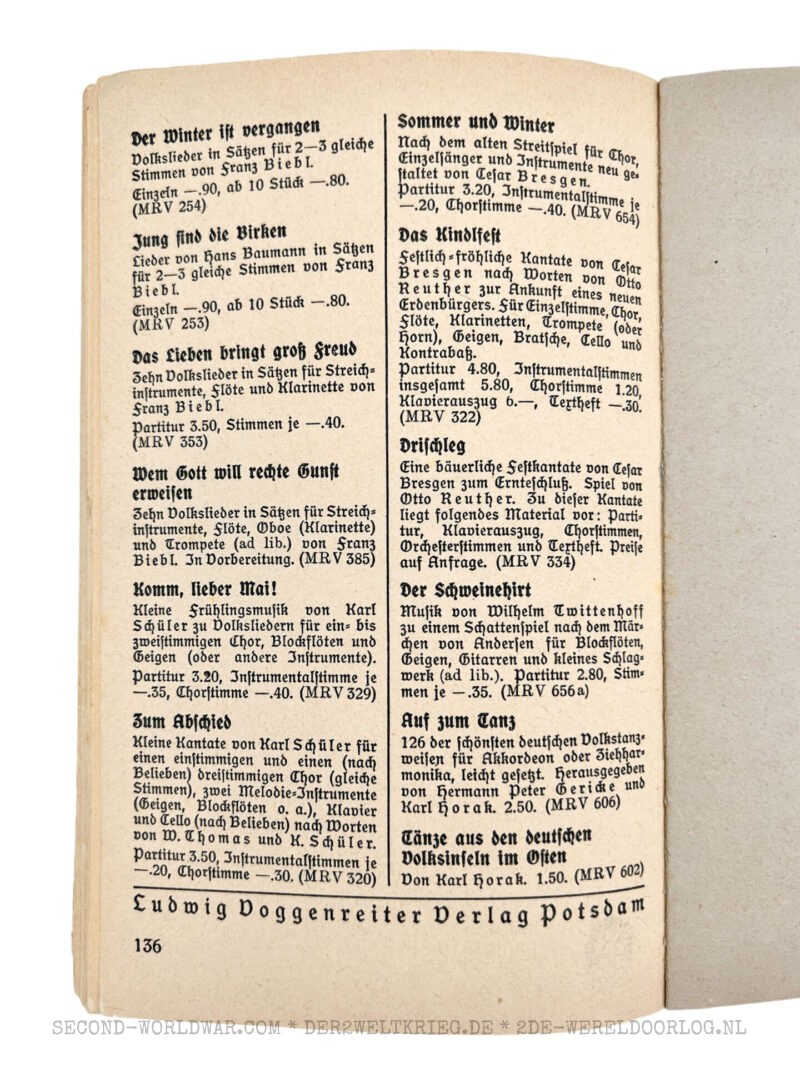 Der Winter ist vergangen
Volkslieder in Sätzen für 2—3 gleiche
Stimmen von Franz Biebl.
Einzeln —.90, ab 10 Stück —.80.
(MRV 254)
Jung sind die Birken
Lieder von Hans Baumann in Sätzen
für 2—3 gleiche Stimmen von Franz
Biebl.
Einzeln —.90, ab 10 Stück —.80.
(MRV 253)
Das Lieben bringt groß Freud
Zehn Volkslieder in Sätzen für Streich=
instrumente, Flöte und Klarinette von
Franz Biebl.
Partitur 3.50, Stimmen je —.40.
(MRV 353)
Wem Gott will rechte Gunst
erweisen
Zehn Volkslieder in Sätzen für Streich=
instrumente, Flöte, Oboe (Klarinette)
und Trompete (ad lib.) von Franz
Biebl. In Vorbereitung. (MRV 385)
Komm, lieber Mai!
Kleine Frühlingsmusik von Karl
Schüler zu Volksliedern für ein= bis
zweistimmigen Chor, Blockflöten und
Geigen (oder andere Instrumente).
Partitur 3.20, Instrumentalstimme je
—.35, Chorstimme —.40. (MRV 329)
Zum Abschied
Kleine Kantate von Karl Schüler für
einen einstimmigen und einen (nach
Belieben) dreistimmigen Chor (gleiche
Stimmen), zwei Melodie=Instrumente
(Geigen, Blockflöten o. a.), Klavier
und Cello (nach Belieben) nach Worten
von W. Thomas und K. Schüler.
Partitur 3.50, Instrumentalstimmen je
—.20, Chorstimme —.30. (MRV 320)
Sommer und Winter
Nach dem alten Streitspiel für Chor,
Einzelsänger und Instrumente neu ge=
staltet von Cesar Bresgen.
Partitur 3.20, Instrumentalstimme je
—.20, Chorstimme —.40. (MRV 654)
Das Kindlfest
Festlich=fröhliche Kantate von Cesar
Bresgen nach Worten von Otto
Reuther zur Ankunft eines neuen
Erdenbürgers. Für Einzelstimme, Chor,
Flöte, Klarinetten, Trompete (oder
Horn), Geigen, Bratsche, Cello und
Kontrabaß.
Partitur 4.80, Instrumentalstimmen
insgesamt 5.80, Chorstimme 1.20,
Klavierauszug 6.—, Textheft —.30.
(MRV 322)
Drischleg
Eine bäuerliche Festkantate von Cesar
Bresgen zum Ernteschluß. Spiel von
Otto Reuther. Zu dieser Kantate
liegt folgendes Material vor: Parti=
tur, Klavierauszug, Chorstimmen,
Orchesterstimmen und Textheft. Preise
auf Anfrage. (MRV 334)
Der Schweinehirt
Musik von Wilhelm Twittenhoff
zu einem Schattenspiel nach dem Mär=
chen von Andersen für Blockflöten,
Geigen, Gitarren und kleines Schlag=
werk (ad lib.). Partitur 2.80, Stim=
men je —.35. (MRV 656a)
Auf zum Tanz
126 der schönsten deutschen Volkstanz=
weisen für Akkordeon oder Ziehhar=
monika, leicht gesetzt. Herausgegeben
von Hermann Peter Gericke und
Karl Horak. 2.50. (MRV 606)
Tänze aus den deutschen
Volksinseln im Osten
Von Karl Horak. 1.50. (MRV 602)
Ludwig Voggenreiter Verlag Potsdam
136
SECOND-WORLDWAR.COM * DER2WELTKRIEG.DE * 2DE-WERELDOORLOG.NL